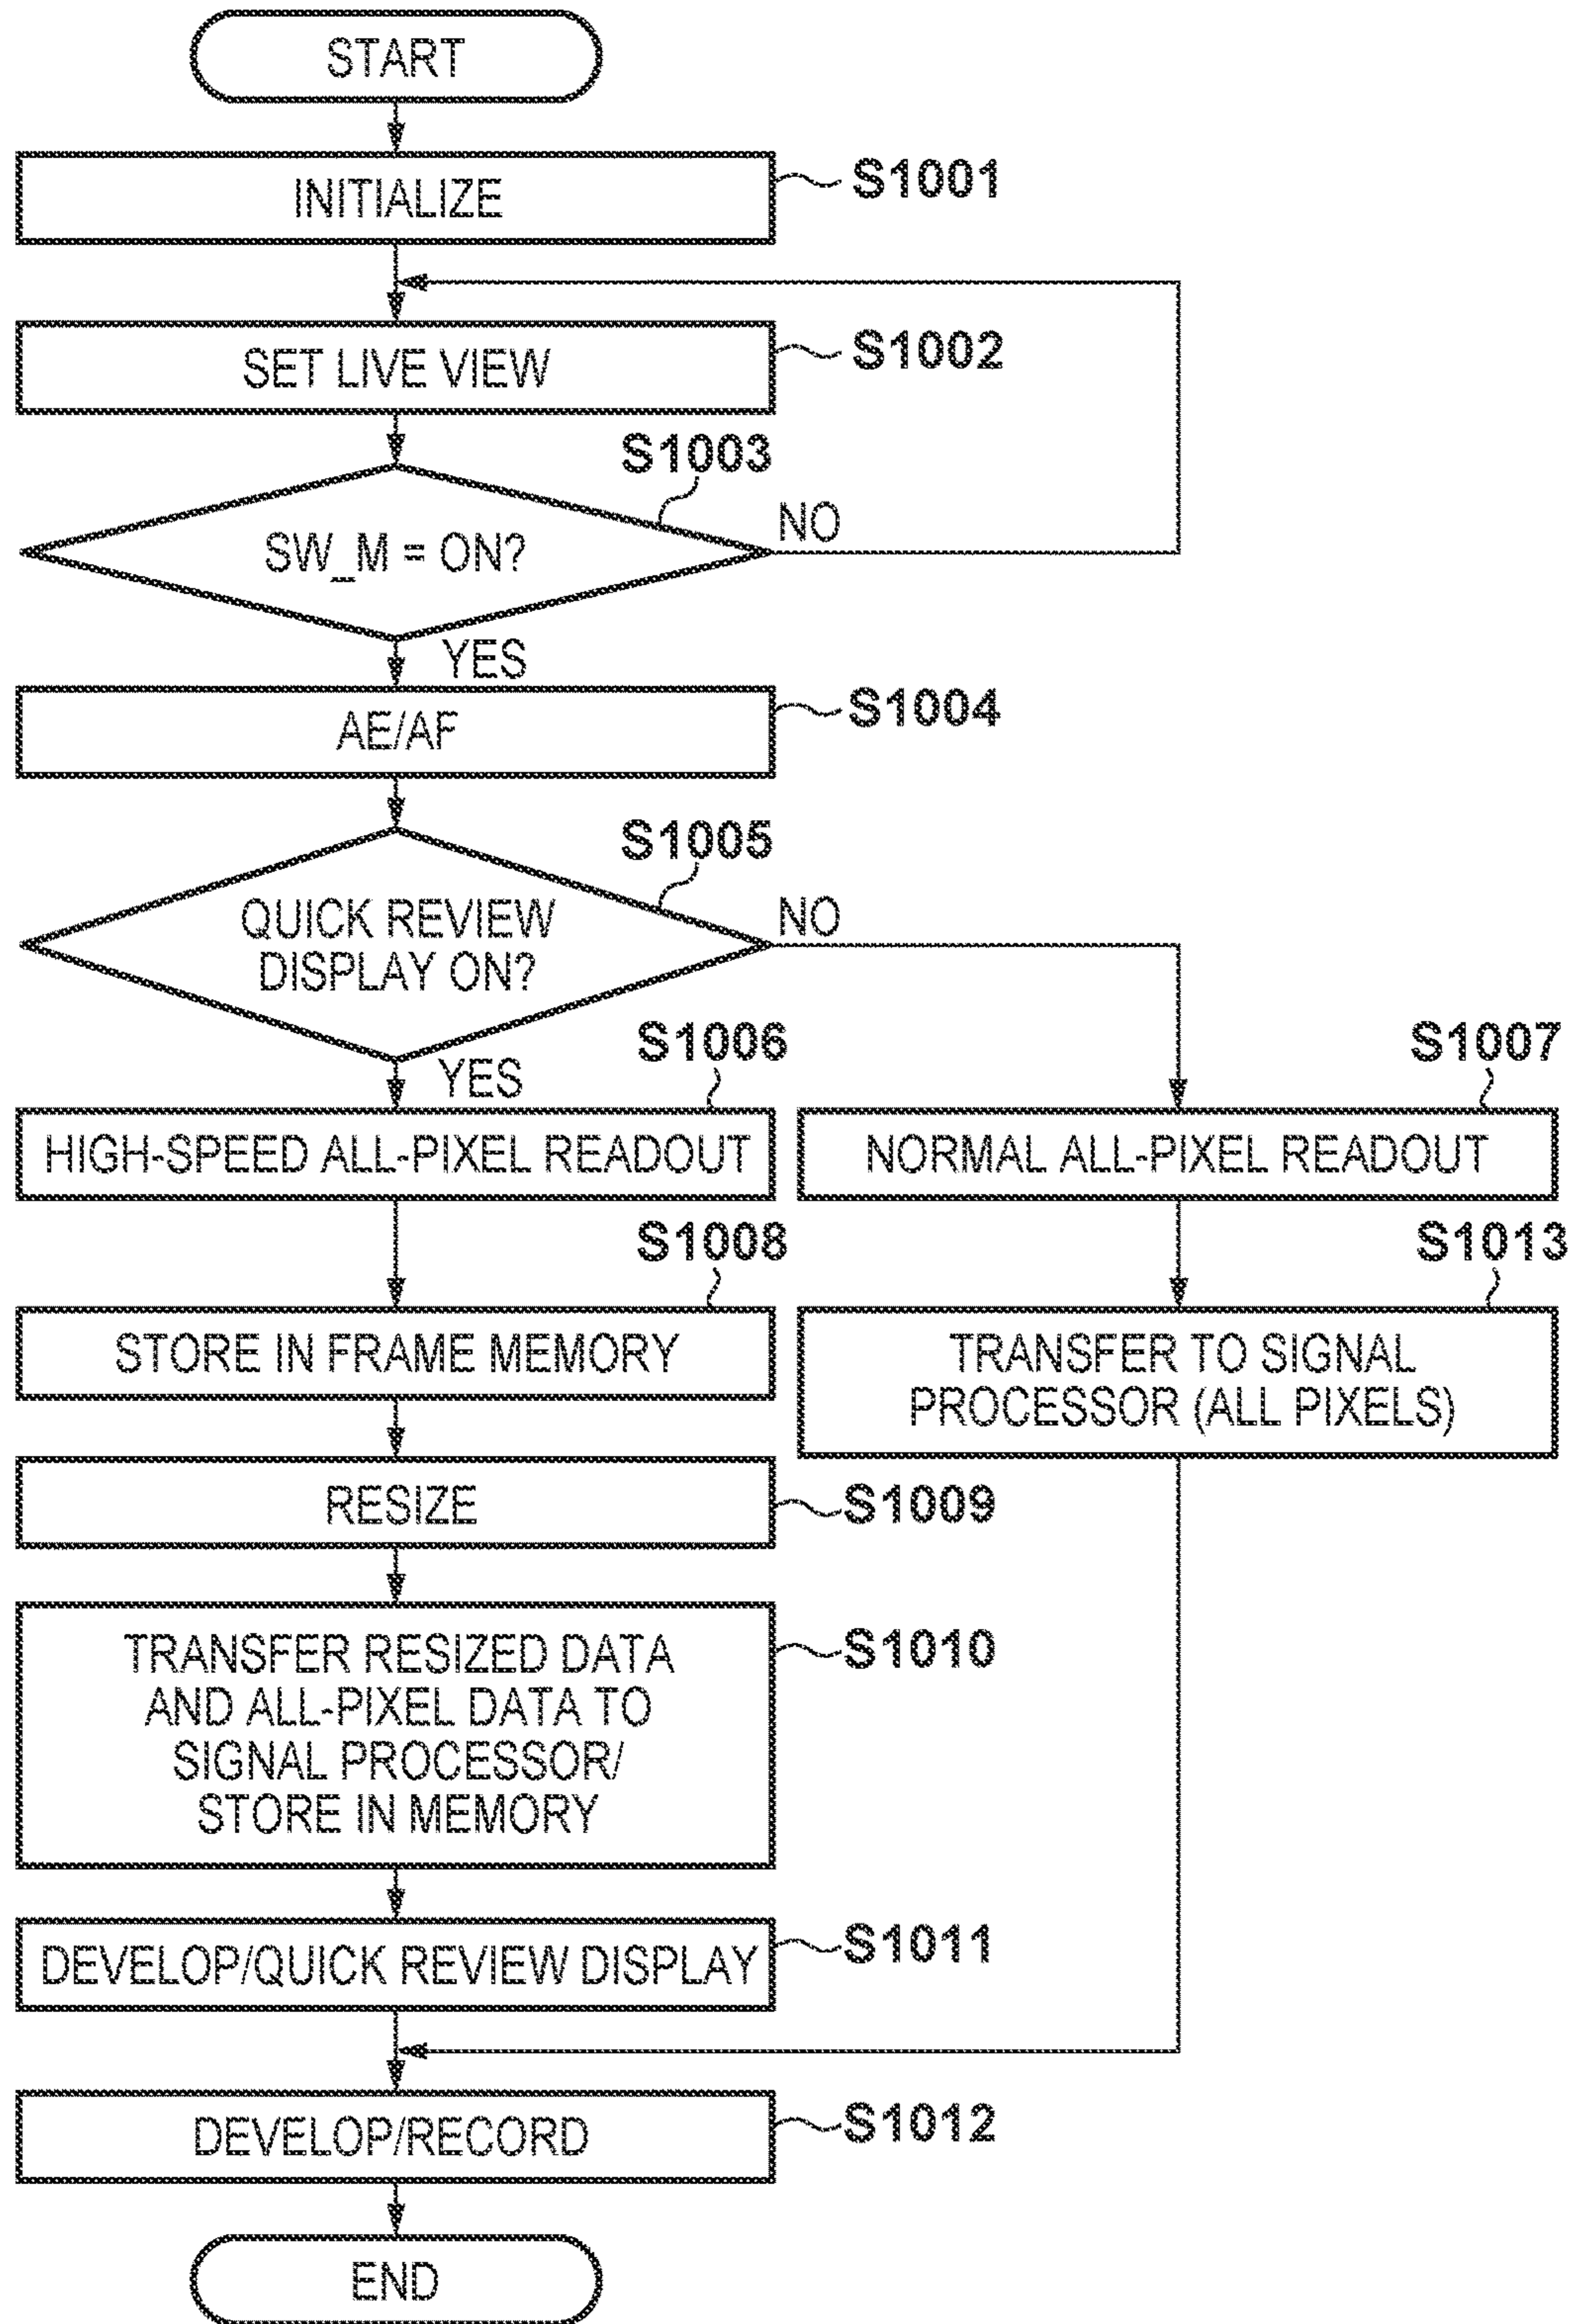 START
INITIALIZE
S1001
SET LIVE VIEW
S1002
S1003
SW_M = ON?
NO
YES
AE/AF
S1004
S1005
QUICK REVIEW
DISPLAY ON?
NO
YES
S1006
S1007
HIGH-SPEED ALL-PIXEL READOUT
NORMAL ALL-PIXEL READOUT
S1008
S1013
STORE IN FRAME MEMORY
TRANSFER TO SIGNAL
PROCESSOR (ALL PIXELS)
RESIZE
S1009
TRANSFER RESIZED DATA
AND ALL-PIXEL DATA TO
SIGNAL PROCESSOR/
STORE IN MEMORY
S1010
DEVELOP/QUICK REVIEW DISPLAY
S1011
DEVELOP/RECORD
S1012
END